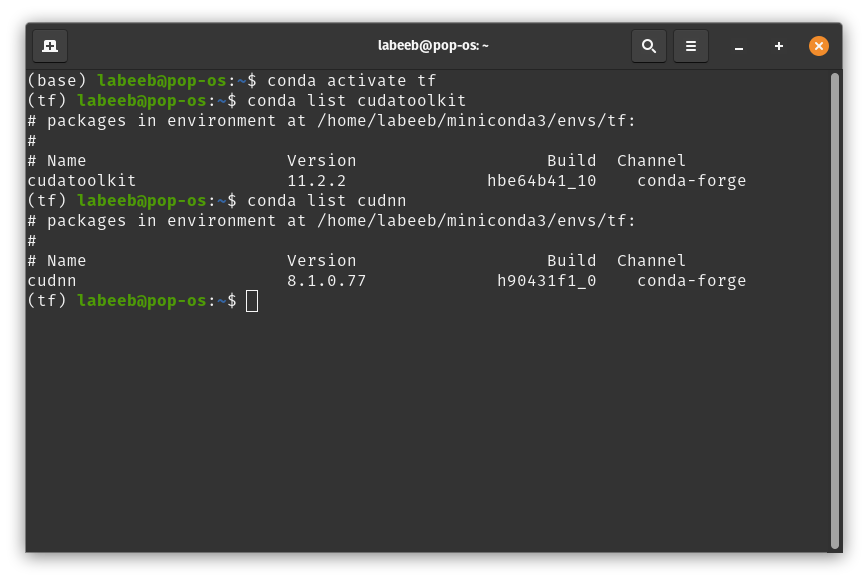 labeeb@pop-os: ~
(base) labeeb@pop-os:~$ conda activate tf
(tf) labeeb@pop-os:~$ conda list cudatoolkit
# packages in environment at /home/labeeb/miniconda3/envs/tf:
#
# Name                    Version                   Build  Channel
cudatoolkit               11.2.2              hbe64b41_10    conda-forge
(tf) labeeb@pop-os:~$ conda list cudnn
# packages in environment at /home/labeeb/miniconda3/envs/tf:
#
# Name                    Version                   Build  Channel
cudnn                     8.1.0.77             h90431f1_0    conda-forge
(tf) labeeb@pop-os:~$